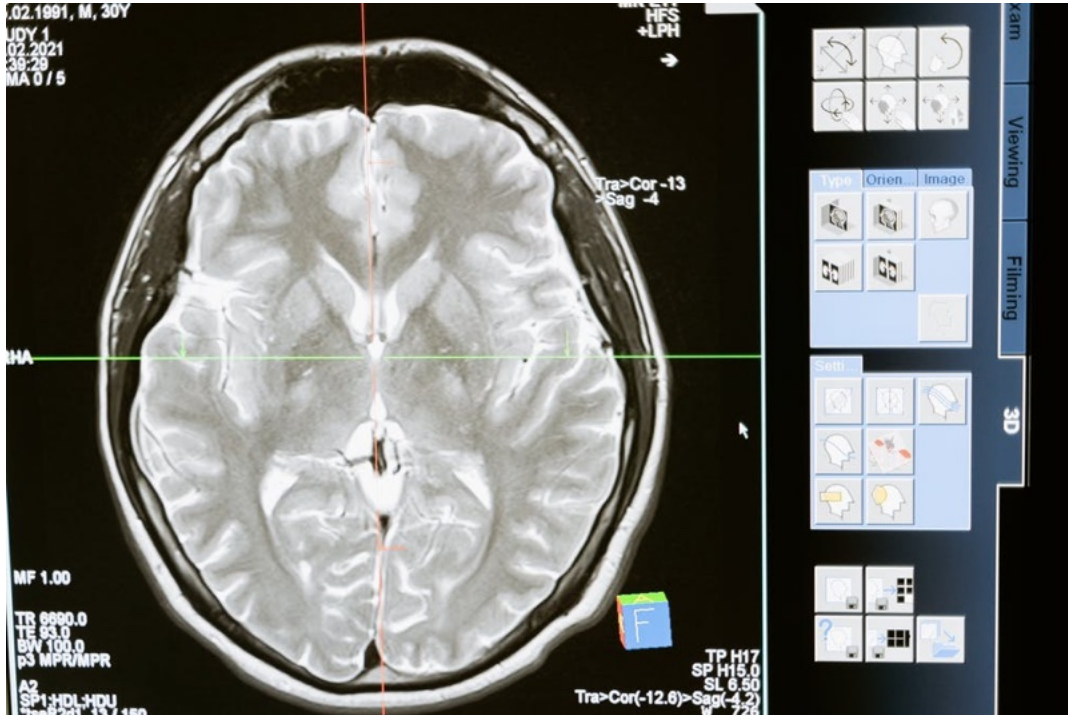 .02.1991, M, 30Y
UDY 1
02.2021
:39:29
MA 0 / 5
HFS
+LPH
Tra>Cor -13
>Sag -4
RHA
MF 1.00
TR 6690.0
TE 93.0
BW 100.0
p3 MPR/MPR
A2
SP1;HDL;HDU
F
TP H17
SP H15.0
SL 6.50
Tra>Cor(-12.6)>Sag(-4.2)
W 726
Type
Orien...
Image
Setti...
xam
Viewing
Filming
3D